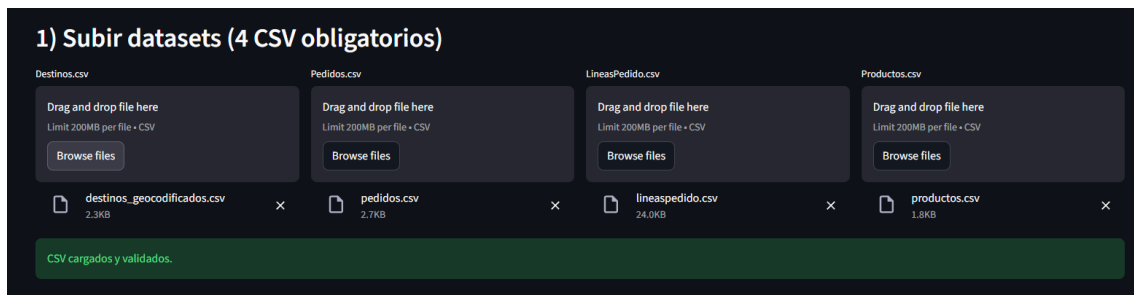 1) Subir datasets (4 CSV obligatorios)
Destinos.csv
Drag and drop file here
Limit 200MB per file • CSV
Browse files
destinos_geocodificados.csv
2.3KB
Pedidos.csv
Drag and drop file here
Limit 200MB per file • CSV
Browse files
pedidos.csv
2.7KB
LineasPedido.csv
Drag and drop file here
Limit 200MB per file • CSV
Browse files
lineaspedido.csv
24.0KB
Productos.csv
Drag and drop file here
Limit 200MB per file • CSV
Browse files
productos.csv
1.8KB
CSV cargados y validados.